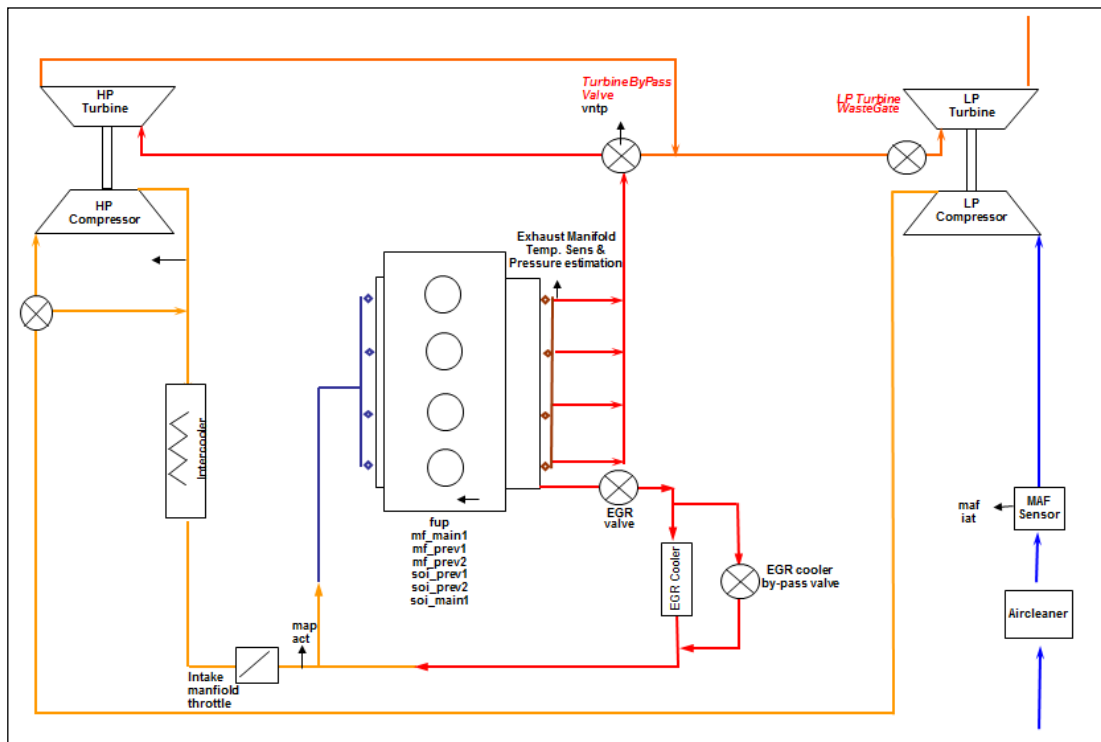 HP
Turbine
TurbineByPass
Valve
vntp
LP Turbine
WasteGate
LP
Turbine
HP
Compressor
LP
Compressor
Exhaust Manifold
Temp. Sens &
Pressure estimation
Intercooler
EGR
valve
fup
mf_main1
mf_prev1
mf_prev2
soi_prev1
soi_prev2
soi_main1
maf
iat
MAF
Sensor
EGR Cooler
EGR cooler
by-pass valve
Aircleaner
map
act
Intake
manfiold
throttle